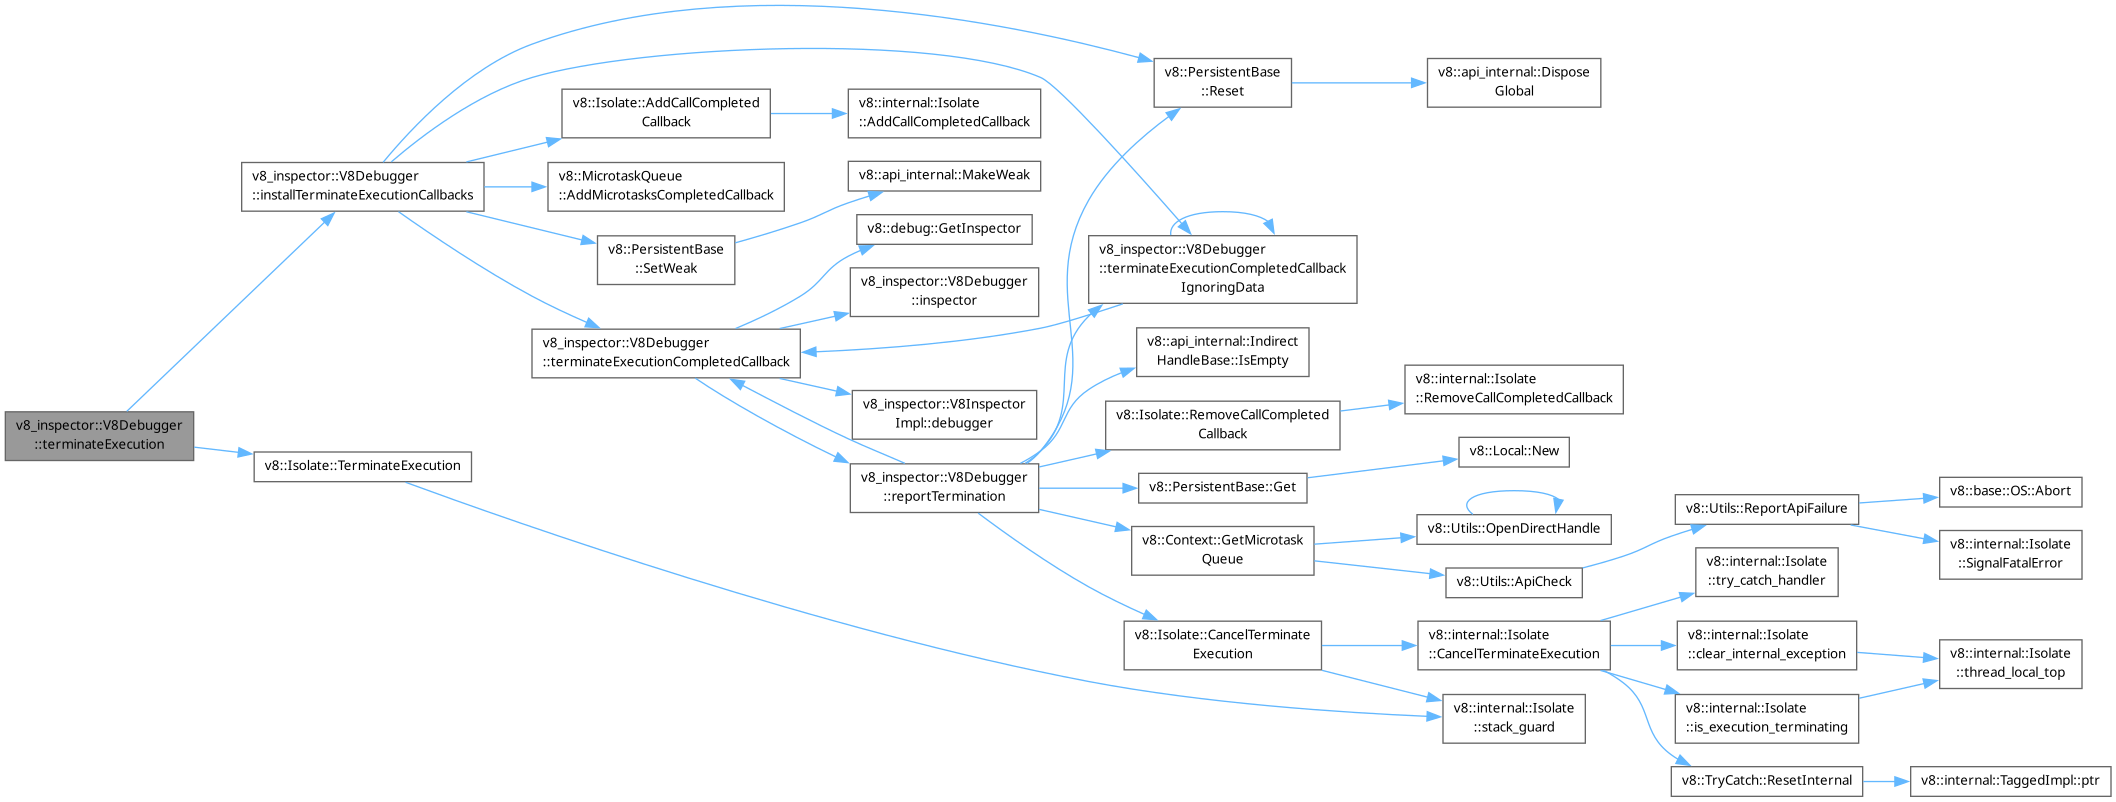 v8_inspector::V8Debugger
::terminateExecution
v8_inspector::V8Debugger
::installTerminateExecutionCallbacks
v8::Isolate::TerminateExecution
v8::Isolate::AddCallCompleted
Callback
v8::MicrotaskQueue
::AddMicrotasksCompletedCallback
v8::PersistentBase
::SetWeak
v8_inspector::V8Debugger
::terminateExecutionCompletedCallback
v8::internal::Isolate
::AddCallCompletedCallback
v8::api_internal::MakeWeak
v8::debug::GetInspector
v8_inspector::V8Debugger
::inspector
v8_inspector::V8Inspector
Impl::debugger
v8_inspector::V8Debugger
::reportTermination
v8::PersistentBase
::Reset
v8_inspector::V8Debugger
::terminateExecutionCompletedCallback
IgnoringData
v8::api_internal::Indirect
HandleBase::IsEmpty
v8::Isolate::RemoveCallCompleted
Callback
v8::PersistentBase::Get
v8::Context::GetMicrotask
Queue
v8::Isolate::CancelTerminate
Execution
v8::api_internal::Dispose
Global
v8::internal::Isolate
::RemoveCallCompletedCallback
v8::Local::New
v8::Utils::OpenDirectHandle
v8::Utils::ApiCheck
v8::internal::Isolate
::CancelTerminateExecution
v8::internal::Isolate
::stack_guard
v8::Utils::ReportApiFailure
v8::internal::Isolate
::try_catch_handler
v8::internal::Isolate
::clear_internal_exception
v8::internal::Isolate
::is_execution_terminating
v8::TryCatch::ResetInternal
v8::base::OS::Abort
v8::internal::Isolate
::SignalFatalError
v8::internal::Isolate
::thread_local_top
v8::internal::TaggedImpl::ptr